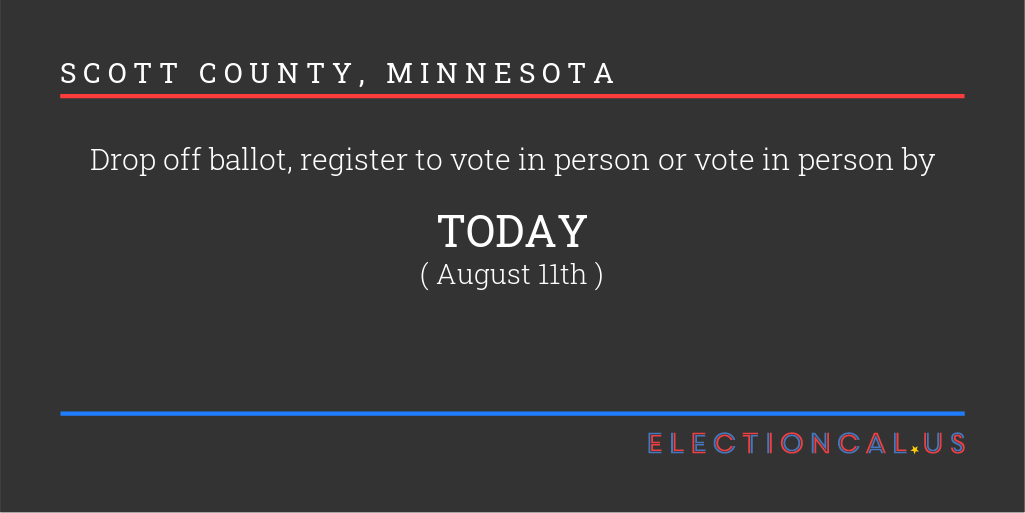 SCOTT COUNTY, MINNESOTA
Drop off ballot, register to vote in person or vote in person by
TODAY
( August 11th )
ELECTIONCAL.US